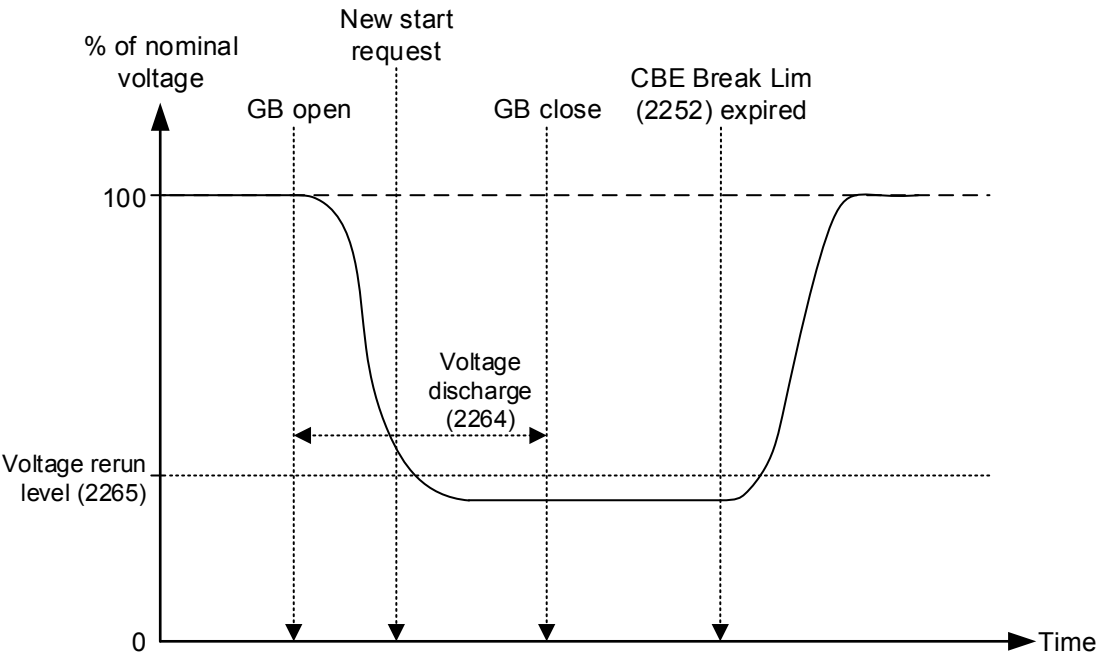 New start
request
% of nominal
voltage
GB open
GB close
CBE Break Lim
(2252) expired
100
Voltage
discharge
(2264)
Voltage rerun
level (2265)
0
Time